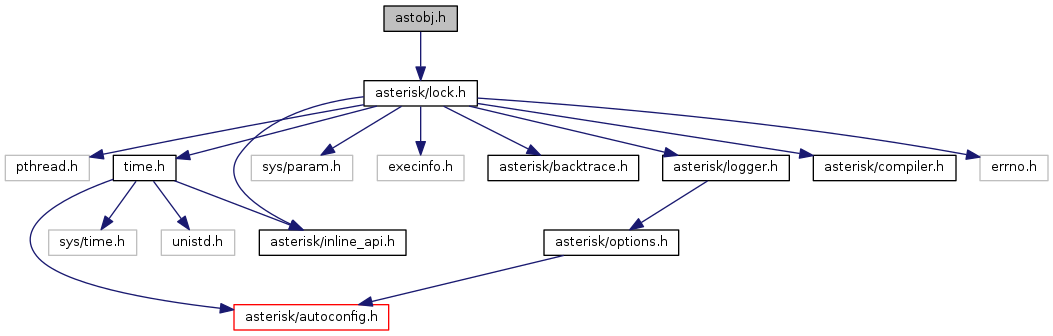 astobj.h
asterisk/lock.h
pthread.h
time.h
sys/param.h
execinfo.h
asterisk/backtrace.h
asterisk/logger.h
asterisk/compiler.h
errno.h
sys/time.h
unistd.h
asterisk/inline_api.h
asterisk/options.h
asterisk/autoconfig.h